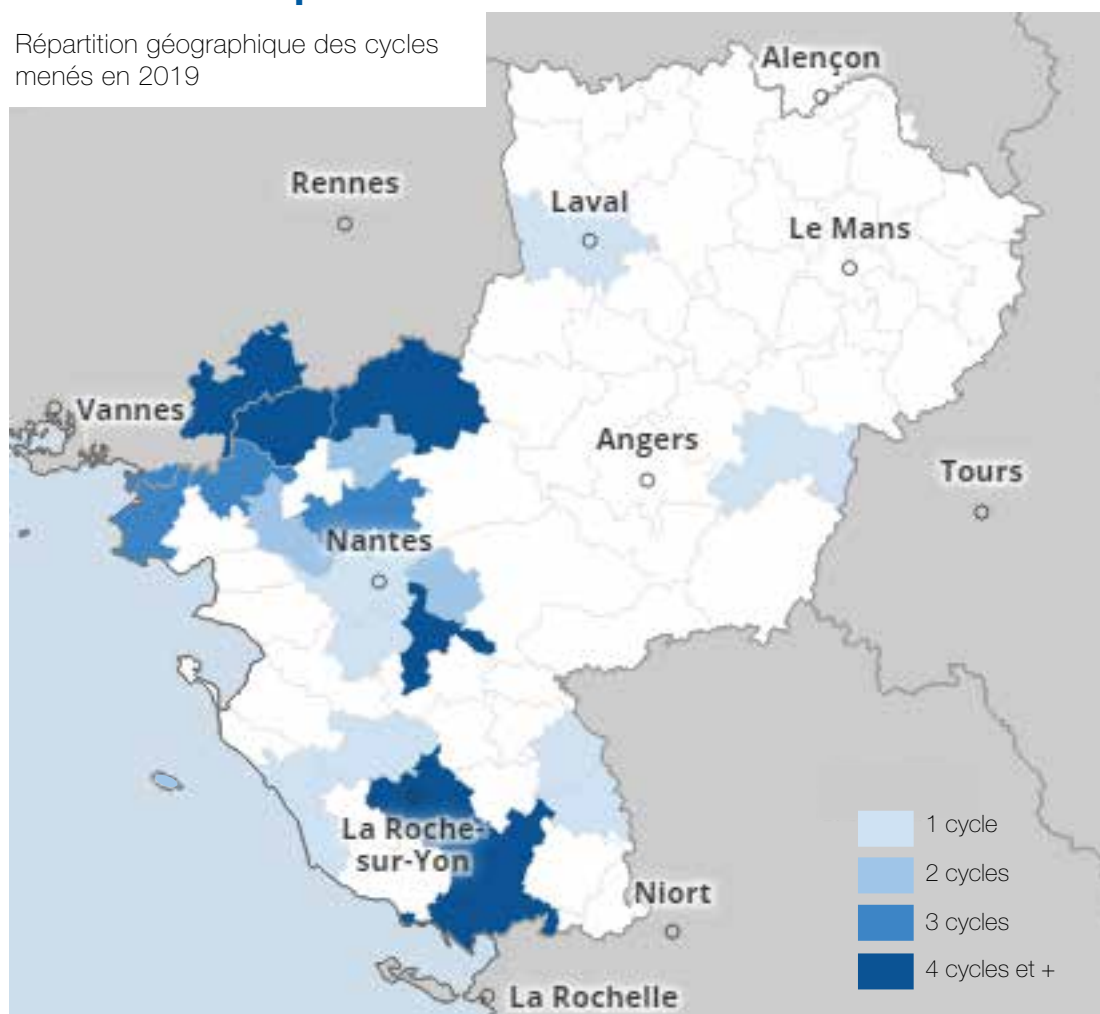 Répartition géographique des cycles
menés en 2019
Alençon
Rennes
Laval
Le Mans
Vannes
Angers
Tours
Nantes
La Roche-
sur-Yon
Niort
La Rochelle
1 cycle
2 cycles
3 cycles
4 cycles et +